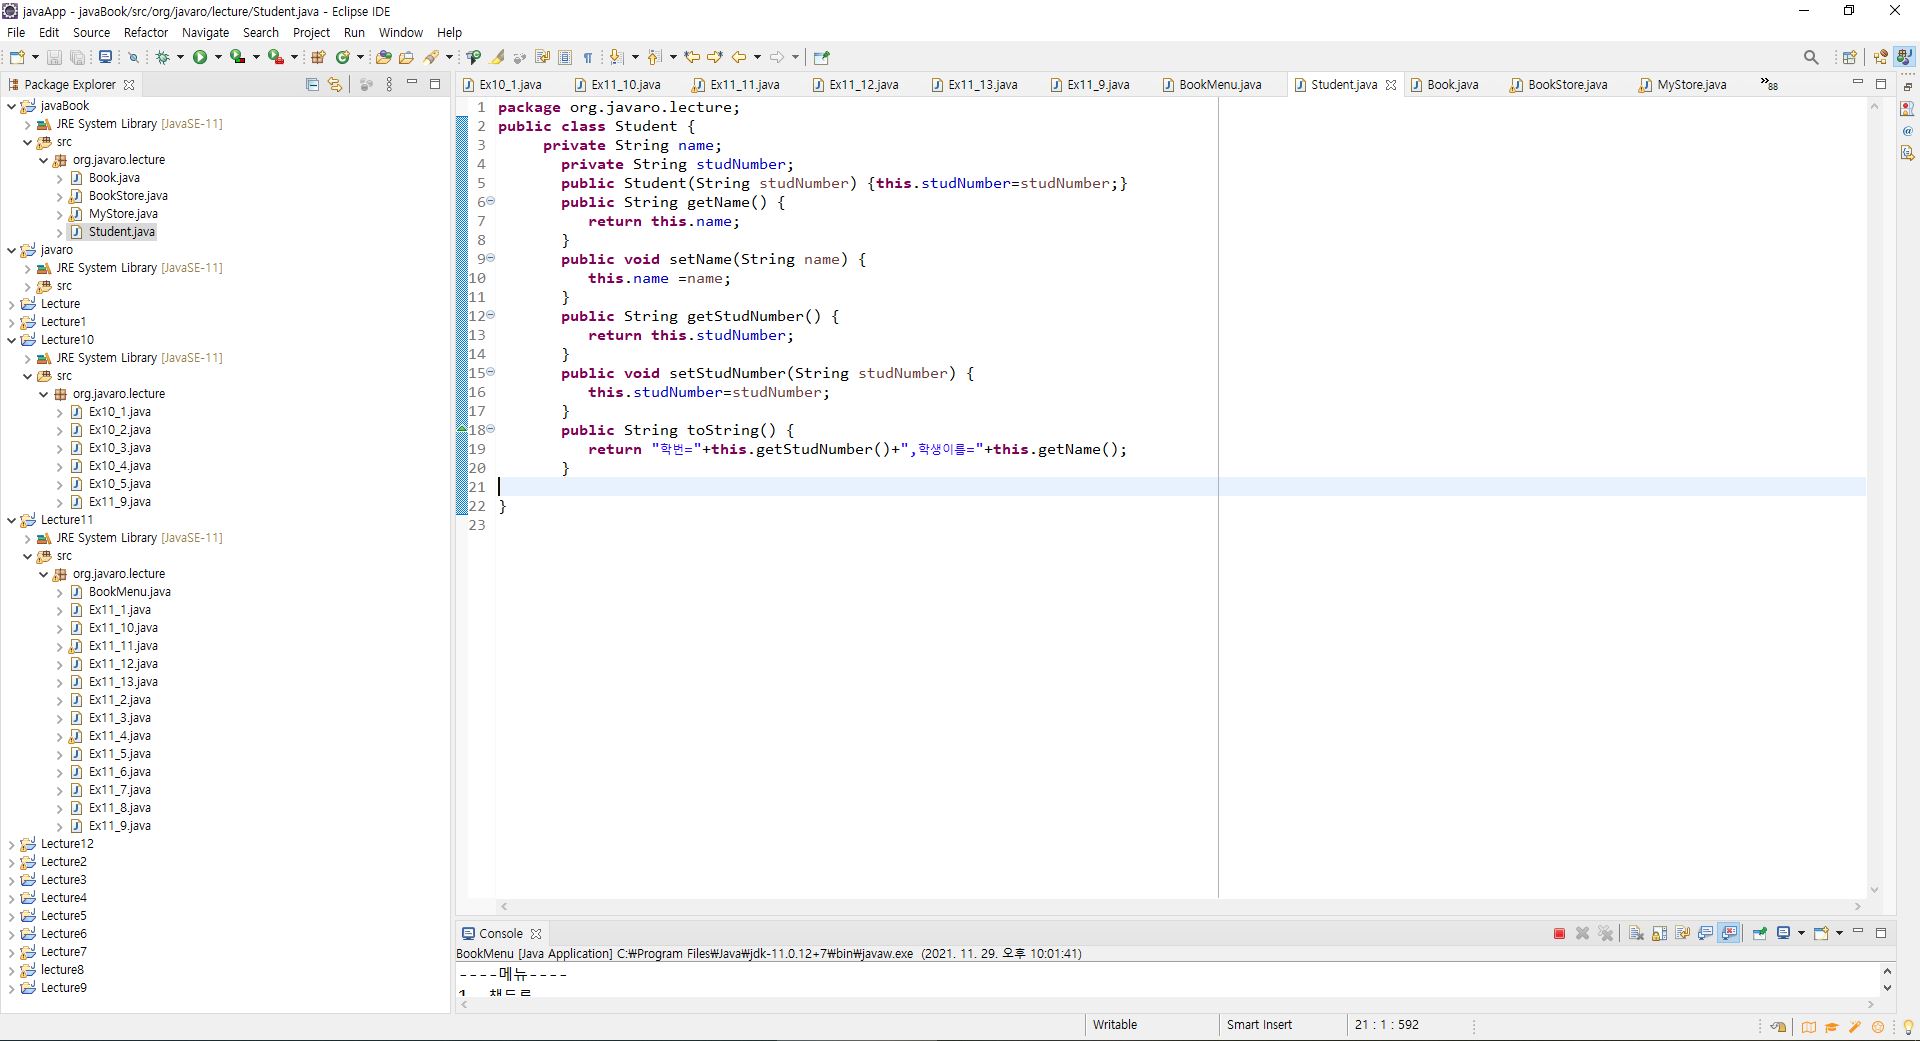 javaApp - javaBook/src/org/javaro/lecture/Student.java - Eclipse IDE
File Edit Source Refactor Navigate Search Project Run Window Help
Package Explorer
javaBook
JRE System Library [JavaSE-11]
src
org.javaro.lecture
Book.java
BookStore.java
MyStore.java
Student.java
javaro
JRE System Library [JavaSE-11]
src
Lecture
Lecture1
Lecture10
JRE System Library [JavaSE-11]
src
org.javaro.lecture
Ex10_1.java
Ex10_2.java
Ex10_3.java
Ex10_4.java
Ex10_5.java
Ex11_9.java
Lecture11
JRE System Library [JavaSE-11]
src
org.javaro.lecture
BookMenu.java
Ex11_1.java
Ex11_10.java
Ex11_11.java
Ex11_12.java
Ex11_13.java
Ex11_2.java
Ex11_3.java
Ex11_4.java
Ex11_5.java
Ex11_6.java
Ex11_7.java
Ex11_8.java
Ex11_9.java
Lecture12
Lecture2
Lecture3
Lecture4
Lecture5
Lecture6
Lecture7
lecture8
Lecture9
Ex10_1.java Ex11_10.java Ex11_11.java Ex11_12.java Ex11_13.java Ex11_9.java BookMenu.java Student.java Book.java BookStore.java MyStore.java »88
1 package org.javaro.lecture;
2 public class Student {
3 private String name;
4 private String studNumber;
5 public Student(String studNumber) {this.studNumber=studNumber;}
6 public String getName() {
7 return this.name;
8 }
9 public void setName(String name) {
10 this.name =name;
11 }
12 public String getStudNumber() {
13 return this.studNumber;
14 }
15 public void setStudNumber(String studNumber) {
16 this.studNumber=studNumber;
17 }
18 public String toString() {
19 return "학번="+this.getStudNumber()+",학생이름="+this.getName();
20 }
21
22 }
23
Console
BookMenu [Java Application] C:₩Program Files₩Java₩jdk-11.0.12+7₩bin₩javaw.exe (2021. 11. 29. 오후 10:01:41)
----메뉴----
Writable Smart Insert 21 : 1 : 592